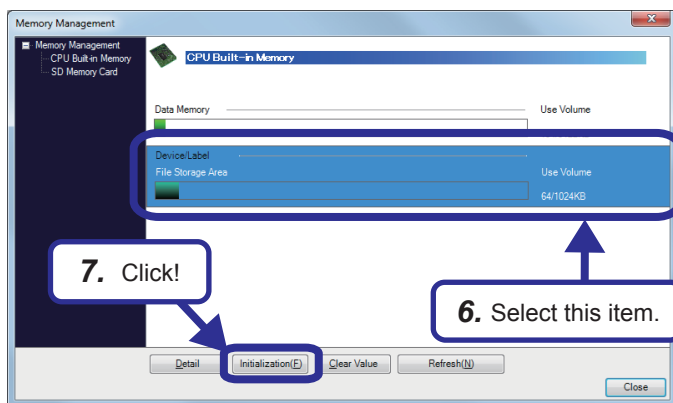 Memory Management
Memory Management
CPU Built-in Memory
SD Memory Card
CPU Built-in Memory
Data Memory Use Volume
Device/Label
File Storage Area Use Volume
64/1024KB
7. Click!
6. Select this item.
Detail Initialization(F) Clear Value Refresh(N)
Close